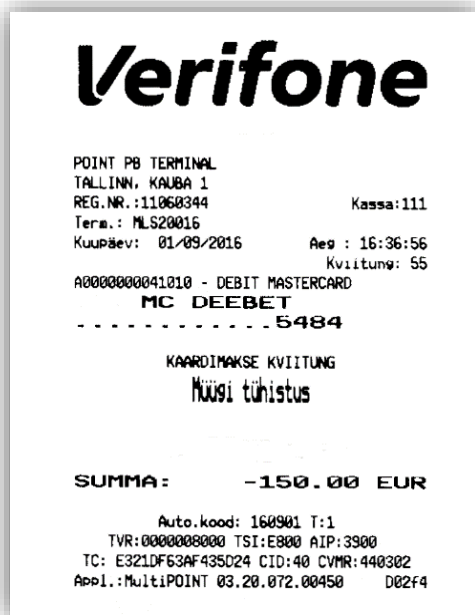 Verifone
POINT PB TERMINAL
TALLINN, KAUBA 1
REG.NR.:11060344 Kassa:111
Term.: MLS20016
Kuupäev: 01/09/2016 Aeg : 16:36:56
Kviitung: 55
A0000000041010 - DEBIT MASTERCARD
MC DEEBET
.............5484
KAARDIMAKSE KVIITUNG
Müügi tühistus
SUMMA: -150.00 EUR
Auto.kood: 160901 T:1
TVR:0000008000 TSI:E800 AIP:3900
TC: E321DF63AF435D24 CID:40 CVMR:440302
Appl.:MultiPOINT 03.20.072.00450 D02f4